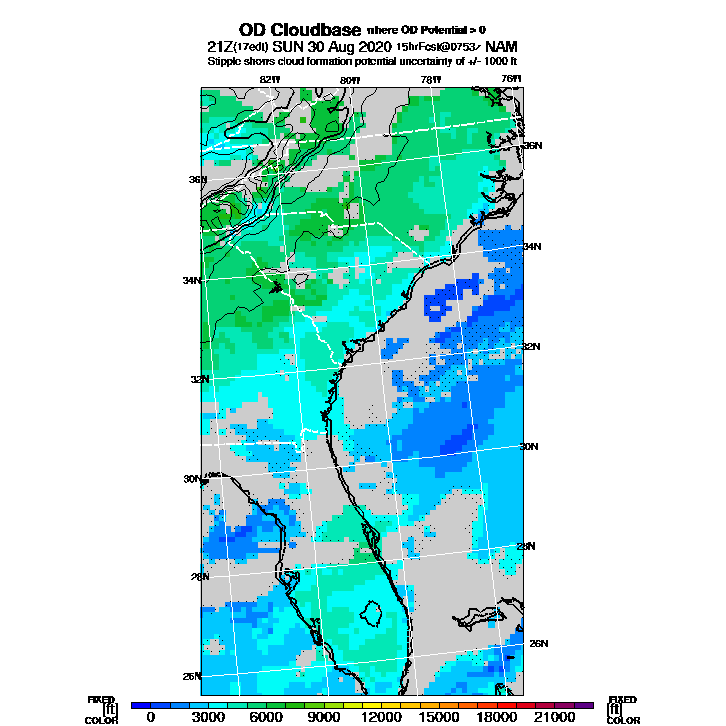 OD Cloudbase where OD Potential > 0
21Z(17edt) SUN 30 Aug 2020 15hrFcst@0753z NAM
Stipple shows cloud formation potential uncertainty of +/- 1000 ft
82W 80W 78W 76W
36N
36N
34N
34N
32N
32N
30N
30N
28N
28N
26N
26N
FIXED FIXED
[ft] [ft]
COLOR COLOR
0 3000 6000 9000 12000 15000 18000 21000